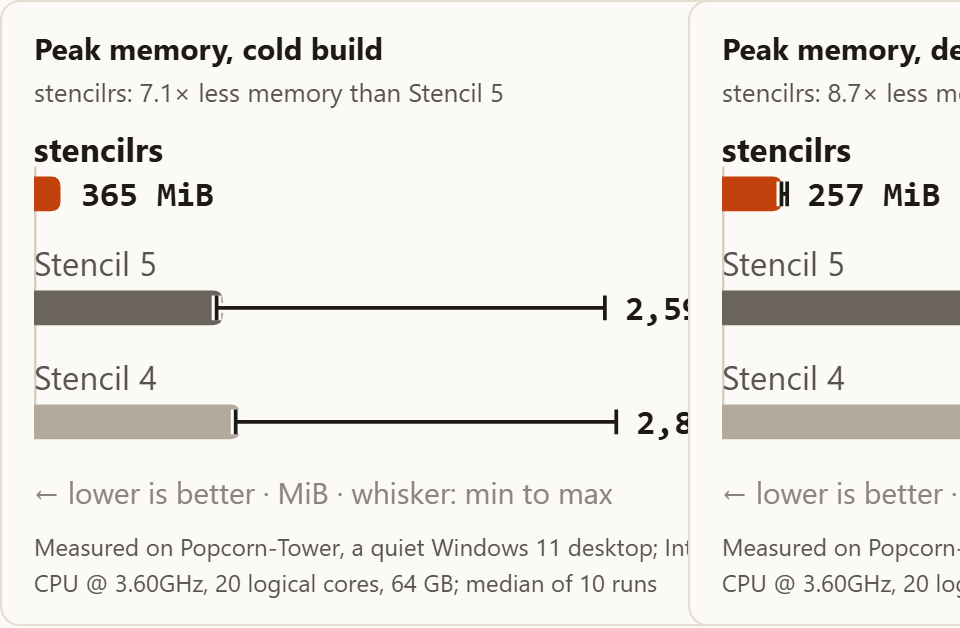 Peak memory, cold build
stencilrs: 7.1× less memory than Stencil 5
stencilrs
365 MiB
Stencil 5
Stencil 4
← lower is better · MiB · whisker: min to max
Measured on Popcorn-Tower, a quiet Windows 11 desktop;
CPU @ 3.60GHz, 20 logical cores, 64 GB; median of 10 runs
Peak memory,
stencilrs: 8.7× less
stencilrs
257 MiB
Stencil 5
Stencil 4
← lower is better ·
Measured on
CPU @ 3.60GHz, 20